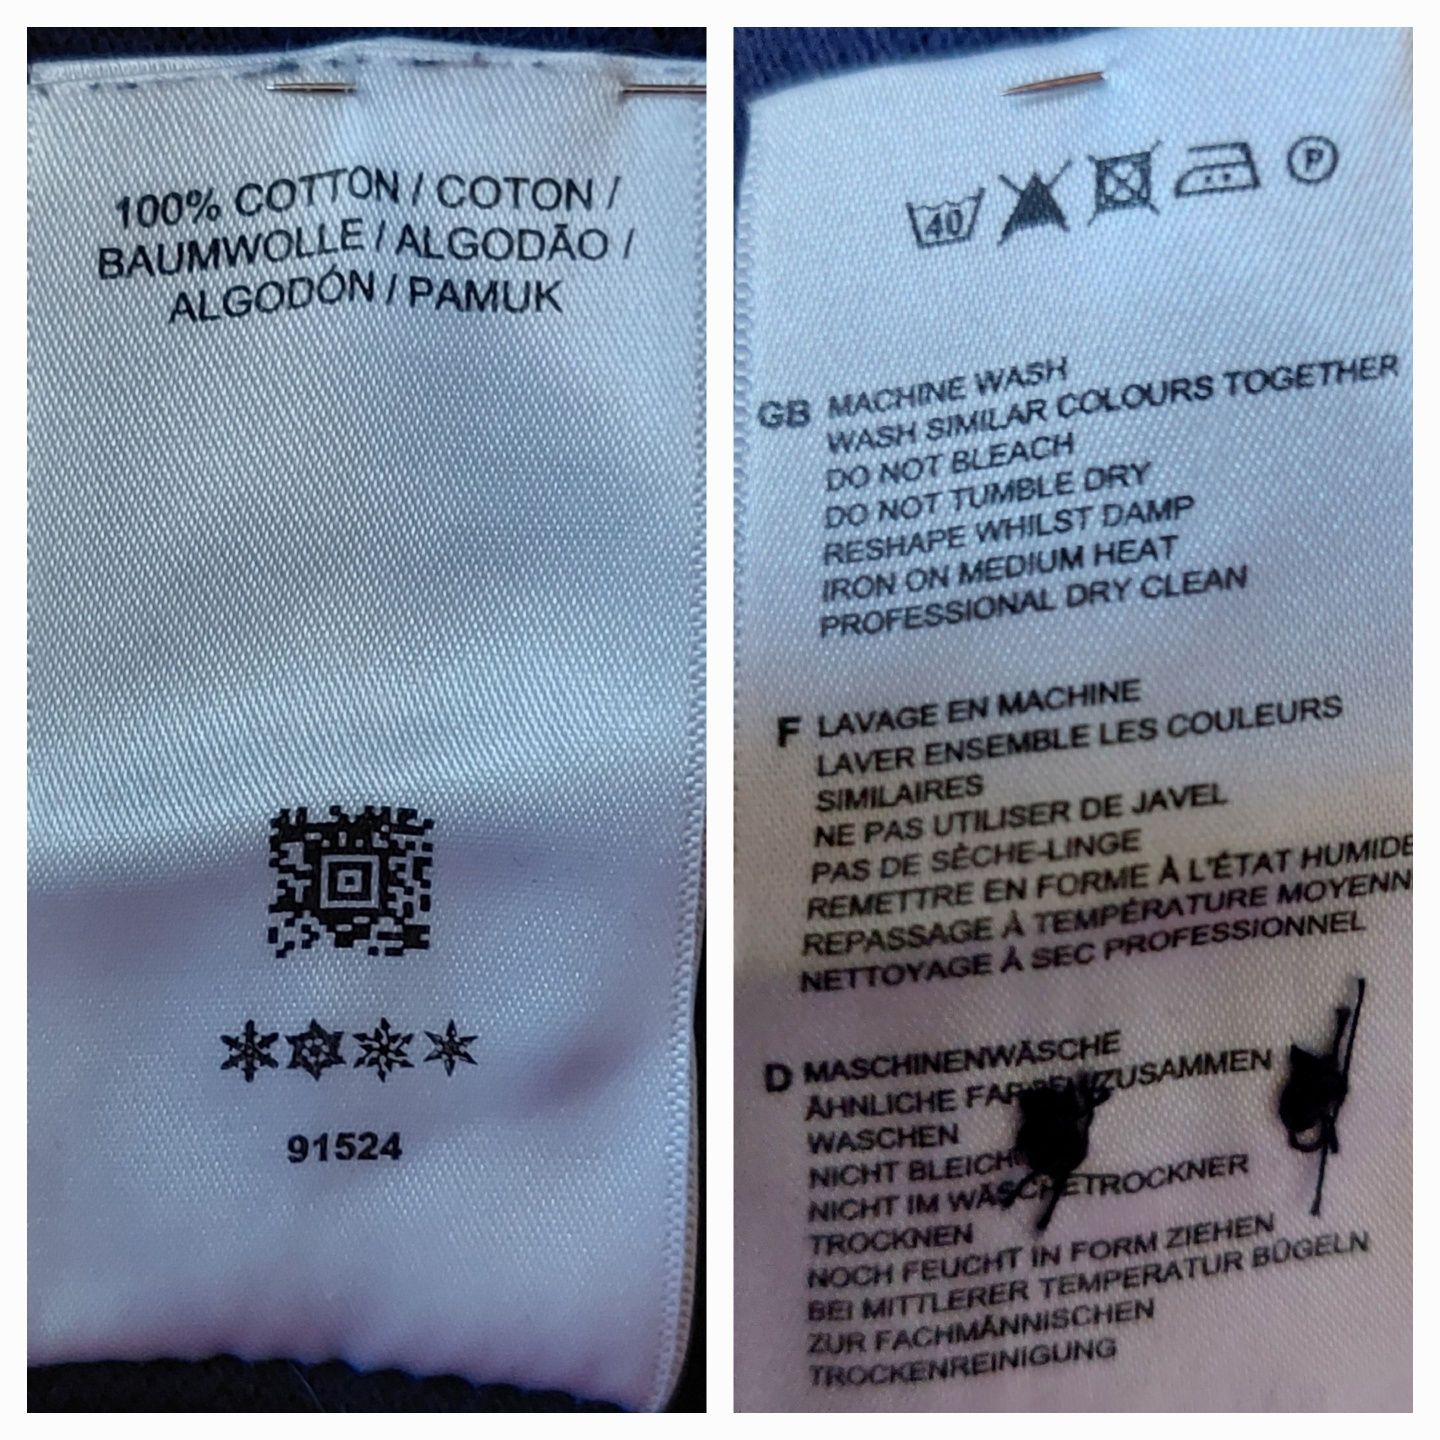 100% COTTON / COTON /
BAUMWOLLE / ALGODÃO /
ALGODÓN / PAMUK
91524
40 P
GB MACHINE WASH
WASH SIMILAR COLOURS TOGETHER
DO NOT BLEACH
DO NOT TUMBLE DRY
RESHAPE WHILST DAMP
IRON ON MEDIUM HEAT
PROFESSIONAL DRY CLEAN
F LAVAGE EN MACHINE
LAVER ENSEMBLE LES COULEURS
SIMILAIRES
NE PAS UTILISER DE JAVEL
PAS DE SÈCHE-LINGE
REMETTRE EN FORME À L'ÉTAT HUMIDE
REPASSAGE À TEMPÉRATURE MOYENN
NETTOYAGE À SEC PROFESSIONNEL
D MASCHINENWÄSCHE
ÄHNLICHE FARBEN ZUSAMMEN
WASCHEN
NICHT BLEICH
NICHT IM WÄSCHETROCKNER
TROCKNEN
NOCH FEUCHT IN FORM ZIEHEN
BEI MITTLERER TEMPERATUR BÜGELN
ZUR FACHMÄNNISCHEN
TROCKENREINIGUNG